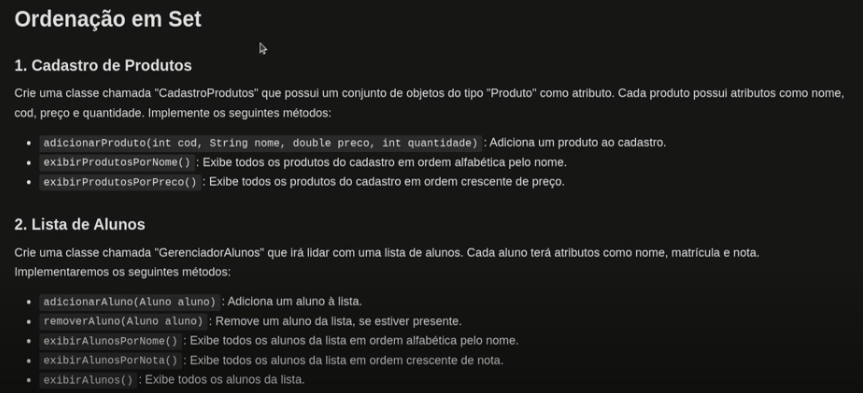 Ordenação em Set
1. Cadastro de Produtos
Crie uma classe chamada "CadastroProdutos" que possui um conjunto de objetos do tipo "Produto" como atributo. Cada produto possui atributos como nome,
cod, preço e quantidade. Implemente os seguintes métodos:
• adicionarProduto(int cod, String nome, double preco, int quantidade) : Adiciona um produto ao cadastro.
• exibirProdutosPorNome() : Exibe todos os produtos do cadastro em ordem alfabética pelo nome.
• exibirProdutosPorPreco() : Exibe todos os produtos do cadastro em ordem crescente de preço.
2. Lista de Alunos
Crie uma classe chamada "GerenciadorAlunos" que irá lidar com uma lista de alunos. Cada aluno terá atributos como nome, matrícula e nota.
Implementaremos os seguintes métodos:
• adicionarAluno(Aluno aluno) : Adiciona um aluno à lista.
• removerAluno(Aluno aluno) : Remove um aluno da lista, se estiver presente.
• exibirAlunosPorNome() : Exibe todos os alunos da lista em ordem alfabética pelo nome.
• exibirAlunosPorNota() : Exibe todos os alunos da lista em ordem crescente de nota.
• exibirAlunos() : Exibe todos os alunos da lista.